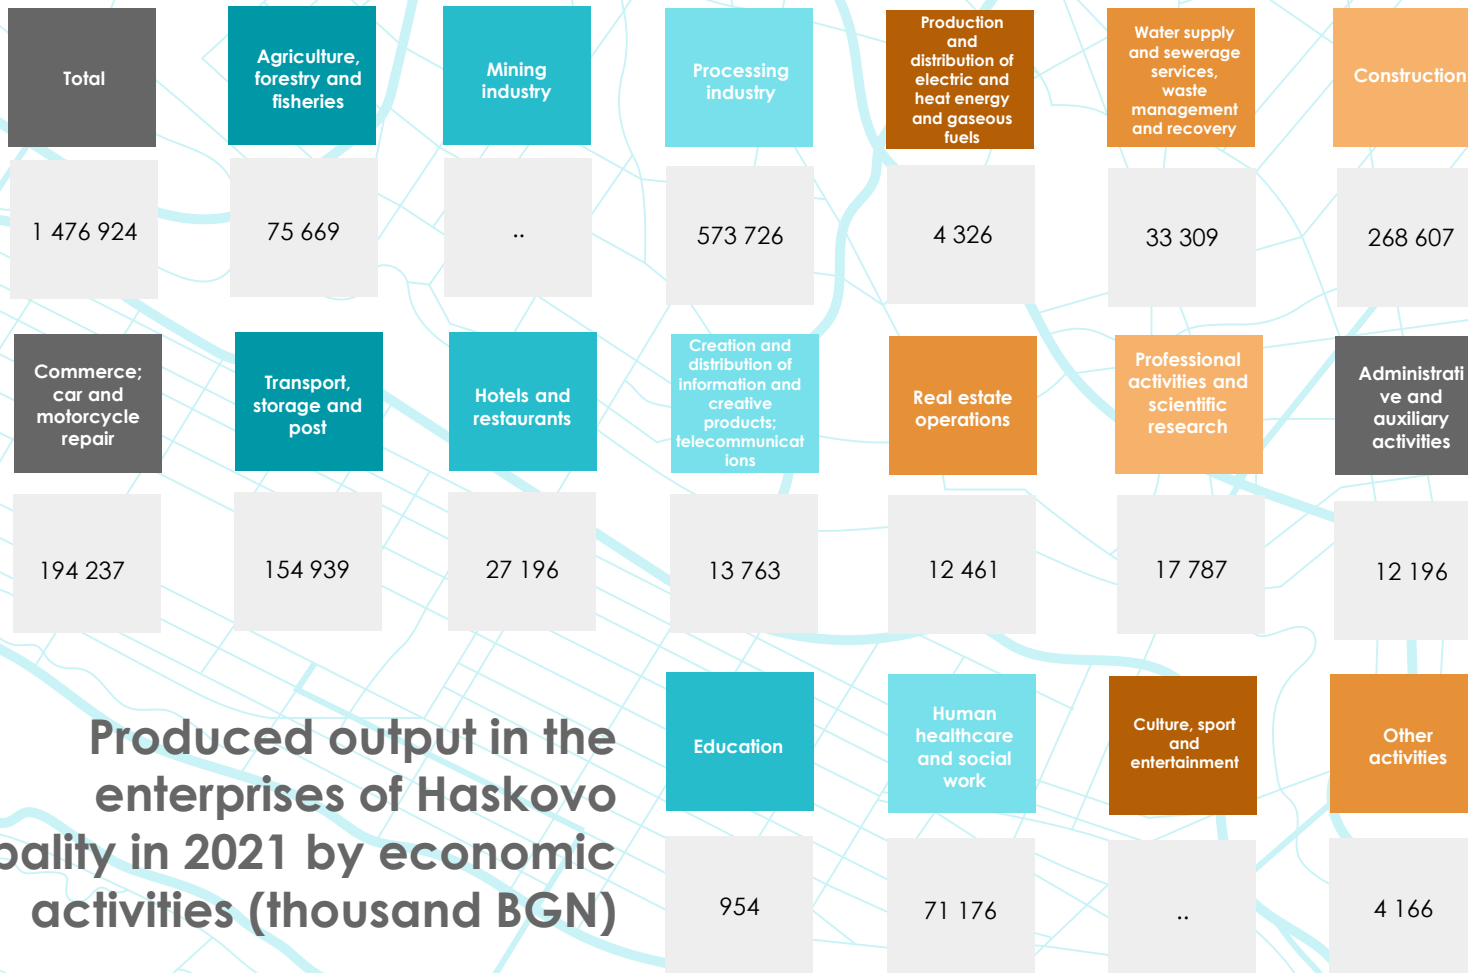 Total
Agriculture,
forestry and
fisheries
Mining
industry
Processing
industry
Production
and
distribution of
electric and
heat energy
and gaseous
fuels
Water supply
and sewerage
services,
waste
management
and recovery
Construction
1 476 924
75 669
..
573 726
4 326
33 309
268 607
Commerce;
car and
motorcycle
repair
Transport,
storage and
post
Hotels and
restaurants
Creation and
distribution of
information and
creative
products;
telecommunicat
ions
Real estate
operations
Professional
activities and
scientific
research
Administrati
ve and
auxiliary
activities
194 237
154 939
27 196
13 763
12 461
17 787
12 196
Produced output in the
enterprises of Haskovo
pality in 2021 by economic
activities (thousand BGN)
Education
Human
healthcare
and social
work
Culture, sport
and
entertainment
Other
activities
954
71 176
..
4 166